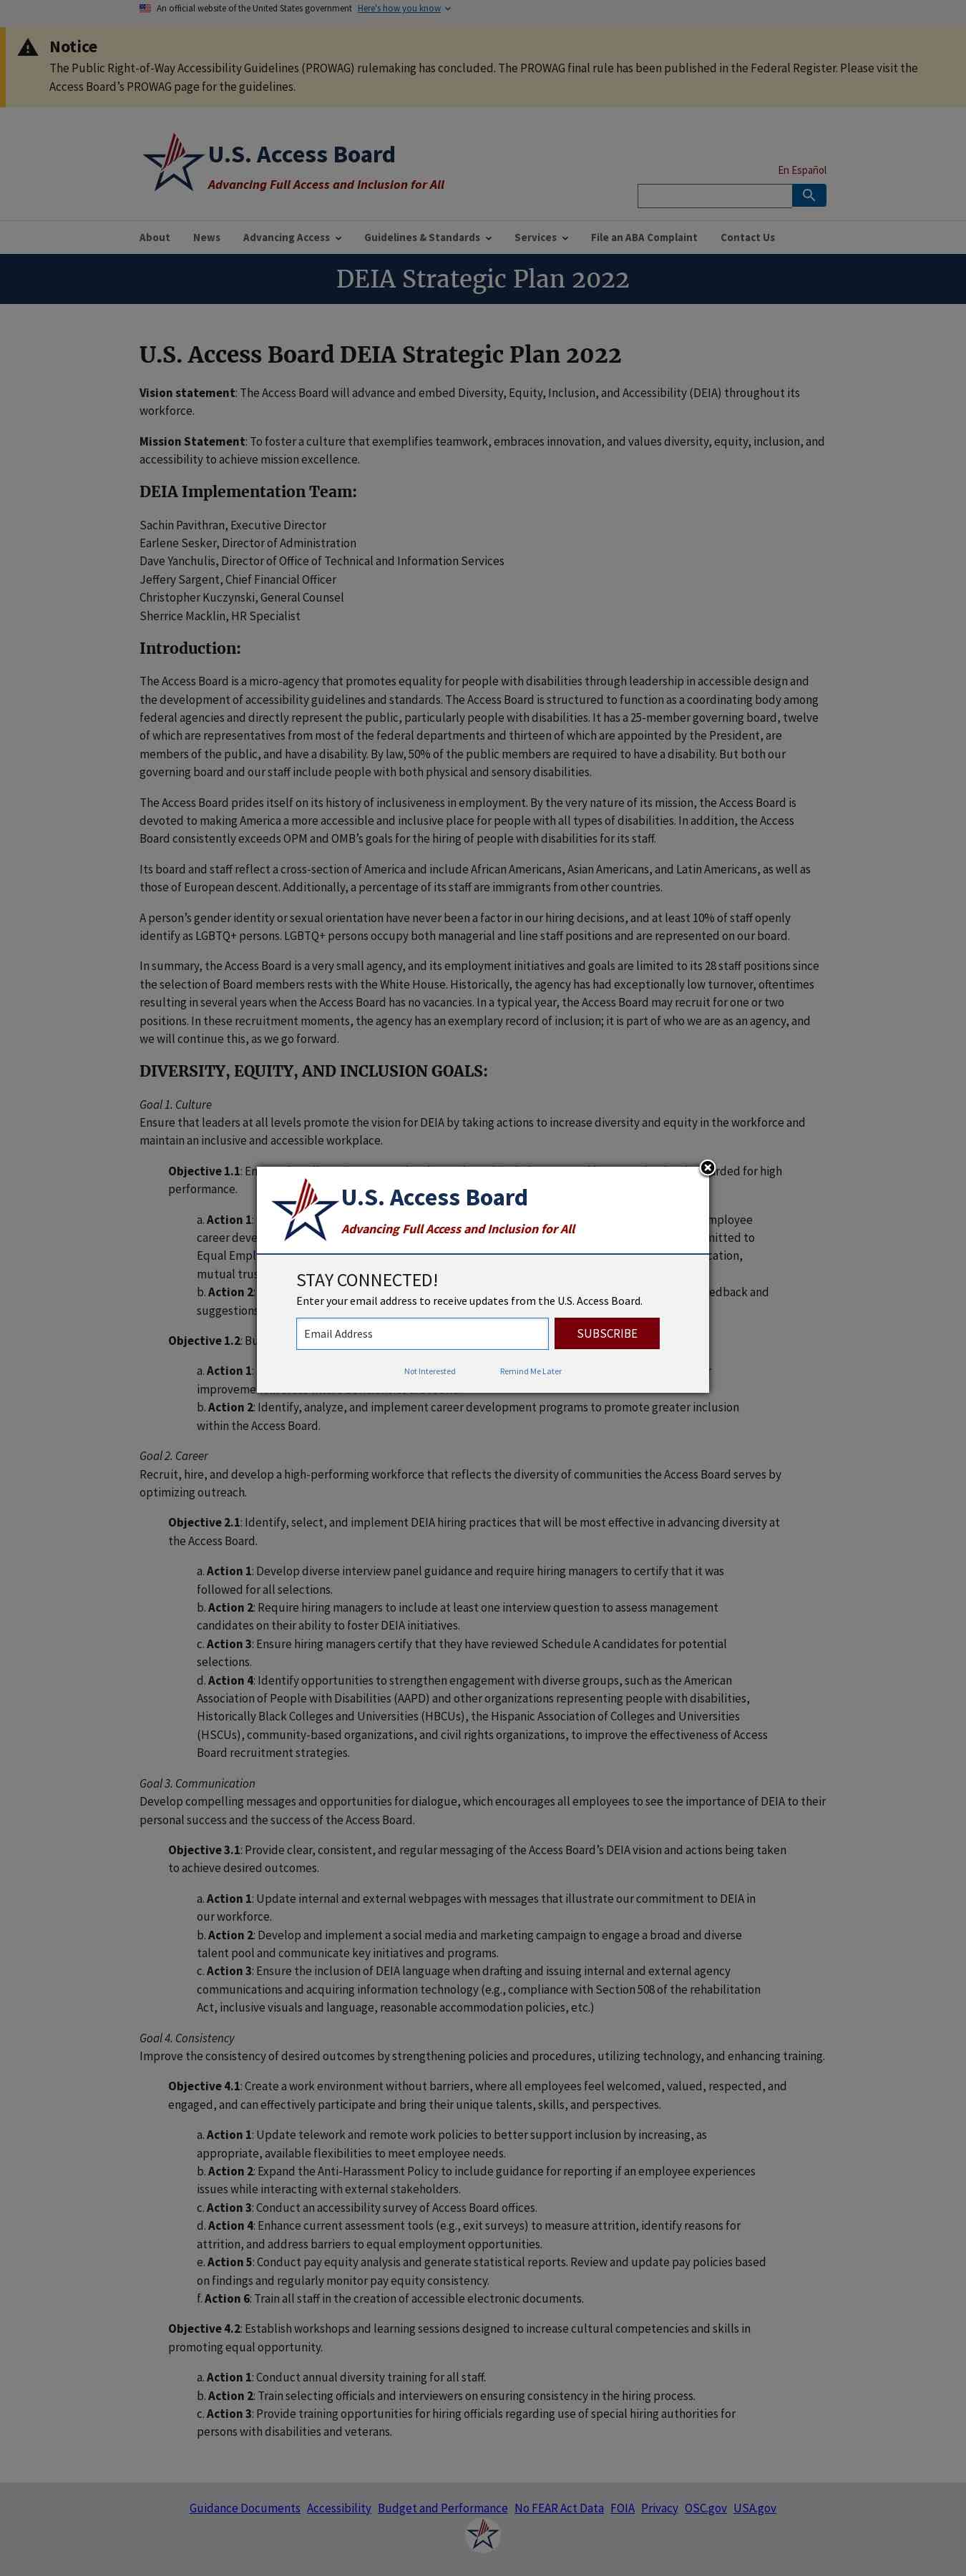 An official website of the United States government Here's how you know
Notice
The Public Right-of-Way Accessibility Guidelines (PROWAG) rulemaking has concluded. The PROWAG final rule has been published in the Federal Register. Please visit the
Access Board’s PROWAG page for the guidelines.
U.S. Access Board
Advancing Full Access and Inclusion for All
En Español
About News Advancing Access Guidelines & Standards Services File an ABA Complaint Contact Us
DEIA Strategic Plan 2022
U.S. Access Board DEIA Strategic Plan 2022
Vision statement: The Access Board will advance and embed Diversity, Equity, Inclusion, and Accessibility (DEIA) throughout its
workforce.
Mission Statement: To foster a culture that exemplifies teamwork, embraces innovation, and values diversity, equity, inclusion, and
accessibility to achieve mission excellence.
DEIA Implementation Team:
Sachin Pavithran, Executive Director
Earlene Sesker, Director of Administration
Dave Yanchulis, Director of Office of Technical and Information Services
Jeffery Sargent, Chief Financial Officer
Christopher Kuczynski, General Counsel
Sherrice Macklin, HR Specialist
Introduction:
The Access Board is a micro-agency that promotes equality for people with disabilities through leadership in accessible design and
the development of accessibility guidelines and standards. The Access Board is structured to function as a coordinating body among
federal agencies and directly represent the public, particularly people with disabilities. It has a 25-member governing board, twelve
of which are representatives from most of the federal departments and thirteen of which are appointed by the President, are
members of the public, and have a disability. By law, 50% of the public members are required to have a disability. But both our
governing board and our staff include people with both physical and sensory disabilities.
The Access Board prides itself on its history of inclusiveness in employment. By the very nature of its mission, the Access Board is
devoted to making America a more accessible and inclusive place for people with all types of disabilities. In addition, the Access
Board consistently exceeds OPM and OMB’s goals for the hiring of people with disabilities for its staff.
Its board and staff reflect a cross-section of America and include African Americans, Asian Americans, and Latin Americans, as well as
those of European descent. Additionally, a percentage of its staff are immigrants from other countries.
A person’s gender identity or sexual orientation have never been a factor in our hiring decisions, and at least 10% of staff openly
identify as LGBTQ+ persons. LGBTQ+ persons occupy both managerial and line staff positions and are represented on our board.
In summary, the Access Board is a very small agency, and its employment initiatives and goals are limited to its 28 staff positions since
the selection of Board members rests with the White House. Historically, the agency has had exceptionally low turnover, oftentimes
resulting in several years when the Access Board has no vacancies. In a typical year, the Access Board may recruit for one or two
positions. In these recruitment moments, the agency has an exemplary record of inclusion; it is part of who we are as an agency, and
we will continue this, as we go forward.
DIVERSITY, EQUITY, AND INCLUSION GOALS:
Goal 1. Culture
Ensure that leaders at all levels promote the vision for DEIA by taking actions to increase diversity and equity in the workforce and
maintain an inclusive and accessible workplace.
Objective 1.1: for high
performance.
a. Action 1:
career
Equal
mutual
b. Action 2: and
suggestions
Objective 1.2:
a. Action 1:
b. Action 2: Identify, analyze, and implement career development programs to promote greater inclusion
within the Access Board.
U.S. Access Board
Advancing Full Access and Inclusion for All
STAY CONNECTED!
Enter your email address to receive updates from the U.S. Access Board.
Email Address SUBSCRIBE
Not Interested Remind Me Later
Goal 2. Career
Recruit, hire, and develop a high-performing workforce that reflects the diversity of communities the Access Board serves by
optimizing outreach.
Objective 2.1: Identify, select, and implement DEIA hiring practices that will be most effective in advancing diversity at
the Access Board.
a. Action 1: Develop diverse interview panel guidance and require hiring managers to certify that it was
followed for all selections.
b. Action 2: Require hiring managers to include at least one interview question to assess management
candidates on their ability to foster DEIA initiatives.
c. Action 3: Ensure hiring managers certify that they have reviewed Schedule A candidates for potential
selections.
d. Action 4: Identify opportunities to strengthen engagement with diverse groups, such as the American
Association of People with Disabilities (AAPD) and other organizations representing people with disabilities,
Historically Black Colleges and Universities (HBCUs), the Hispanic Association of Colleges and Universities
(HSCUs), community-based organizations, and civil rights organizations, to improve the effectiveness of Access
Board recruitment strategies.
Goal 3. Communication
Develop compelling messages and opportunities for dialogue, which encourages all employees to see the importance of DEIA to their
personal success and the success of the Access Board.
Objective 3.1: Provide clear, consistent, and regular messaging of the Access Board’s DEIA vision and actions being taken
to achieve desired outcomes.
a. Action 1: Update internal and external webpages with messages that illustrate our commitment to DEIA in
our workforce.
b. Action 2: Develop and implement a social media and marketing campaign to engage a broad and diverse
talent pool and communicate key initiatives and programs.
c. Action 3: Ensure the inclusion of DEIA language when drafting and issuing internal and external agency
communications and acquiring information technology (e.g., compliance with Section 508 of the rehabilitation
Act, inclusive visuals and language, reasonable accommodation policies, etc.)
Goal 4. Consistency
Improve the consistency of desired outcomes by strengthening policies and procedures, utilizing technology, and enhancing training.
Objective 4.1: Create a work environment without barriers, where all employees feel welcomed, valued, respected, and
engaged, and can effectively participate and bring their unique talents, skills, and perspectives.
a. Action 1: Update telework and remote work policies to better support inclusion by increasing, as
appropriate, available flexibilities to meet employee needs.
b. Action 2: Expand the Anti-Harassment Policy to include guidance for reporting if an employee experiences
issues while interacting with external stakeholders.
c. Action 3: Conduct an accessibility survey of Access Board offices.
d. Action 4: Enhance current assessment tools (e.g., exit surveys) to measure attrition, identify reasons for
attrition, and address barriers to equal employment opportunities.
e. Action 5: Conduct pay equity analysis and generate statistical reports. Review and update pay policies based
on findings and regularly monitor pay equity consistency.
f. Action 6: Train all staff in the creation of accessible electronic documents.
Objective 4.2: Establish workshops and learning sessions designed to increase cultural competencies and skills in
promoting equal opportunity.
a. Action 1: Conduct annual diversity training for all staff.
b. Action 2: Train selecting officials and interviewers on ensuring consistency in the hiring process.
c. Action 3: Provide training opportunities for hiring officials regarding use of special hiring authorities for
persons with disabilities and veterans.
Guidance Documents Accessibility Budget and Performance No FEAR Act Data FOIA Privacy OSC.gov USA.gov